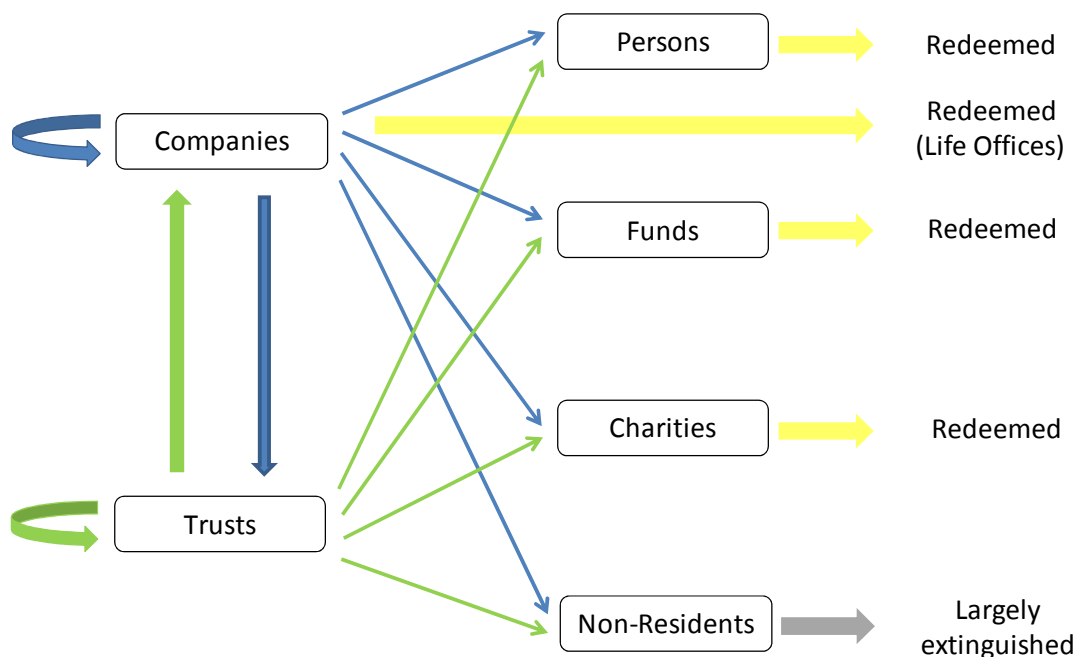 Persons
Redeemed
Companies
Redeemed
(Life Offices)
Funds
Redeemed
Charities
Redeemed
Trusts
Non-Residents
Largely
extinguished